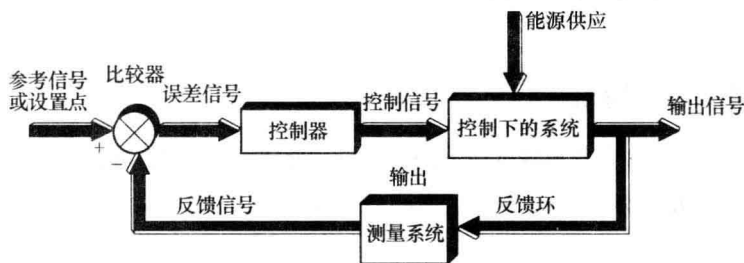 能源供应
参考信号
或设置点
比较器
误差信号
控制信号
输出信号
控制器
控制下的系统
+
−
输出
反馈信号
反馈环
测量系统